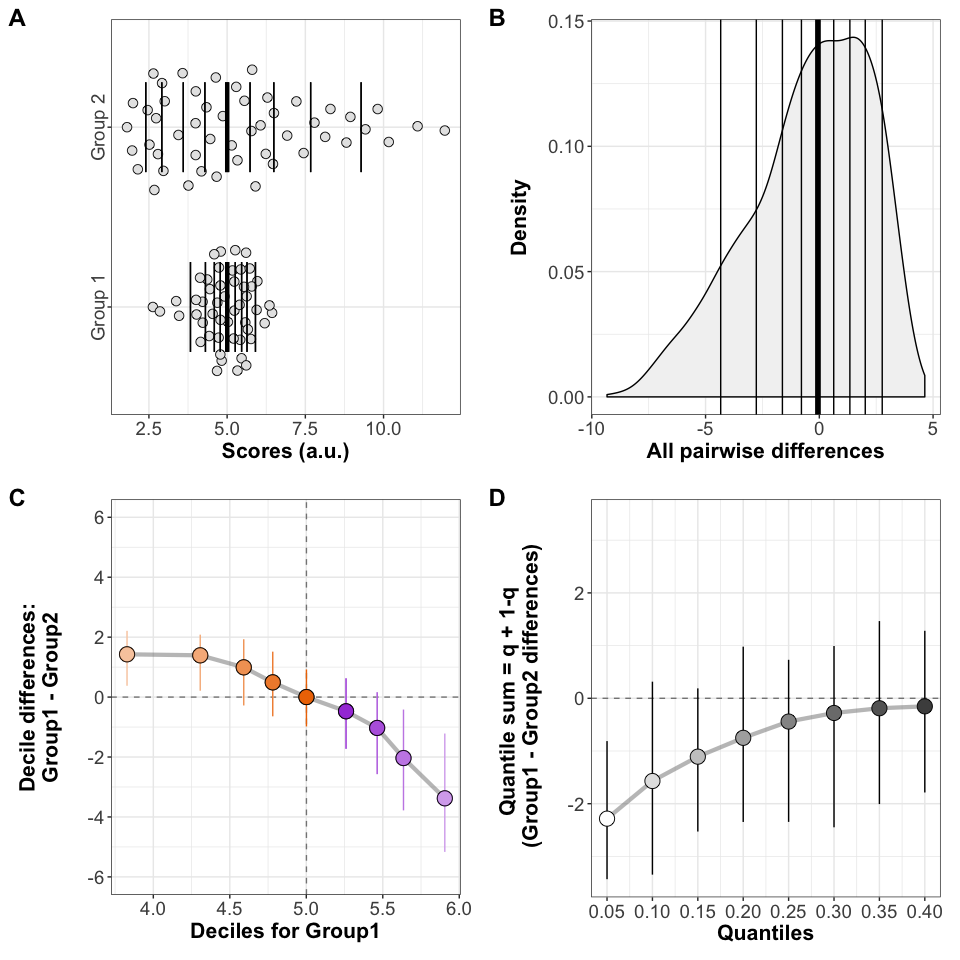 A
Group 2
Group 1
2.5 5.0 7.5 10.0
Scores (a.u.)
B
0.15
0.10
0.05
0.00
Density
-10 -5 0 5
All pairwise differences
C
6
4
2
0
-2
-4
-6
Decile differences:
Group1 - Group2
4.0 4.5 5.0 5.5 6.0
Deciles for Group1
D
2
0
-2
Quantile sum = q + 1-q
(Group1 - Group2 differences)
0.05 0.10 0.15 0.20 0.25 0.30 0.35 0.40
Quantiles